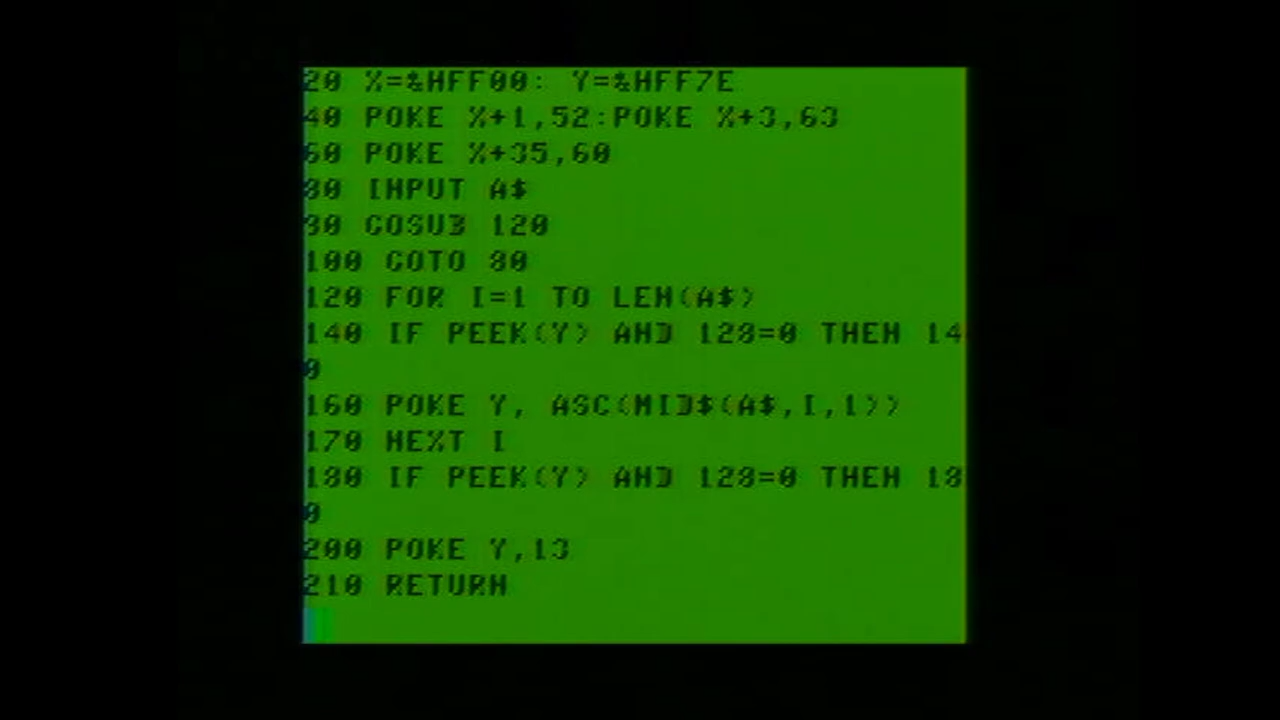 20 X=&HFF00: Y=&HFF7E
40 POKE X+1,52:POKE X+3,63
60 POKE X+35,60
80 INPUT A$
90 GOSUB 120
100 GOTO 80
120 FOR I=1 TO LEN(A$)
140 IF PEEK(Y) AND 128=0 THEN 14
0
160 POKE Y, ASC(MID$(A$,I,1))
170 NEXT I
180 IF PEEK(Y) AND 128=0 THEN 18
0
200 POKE Y,13
210 RETURN